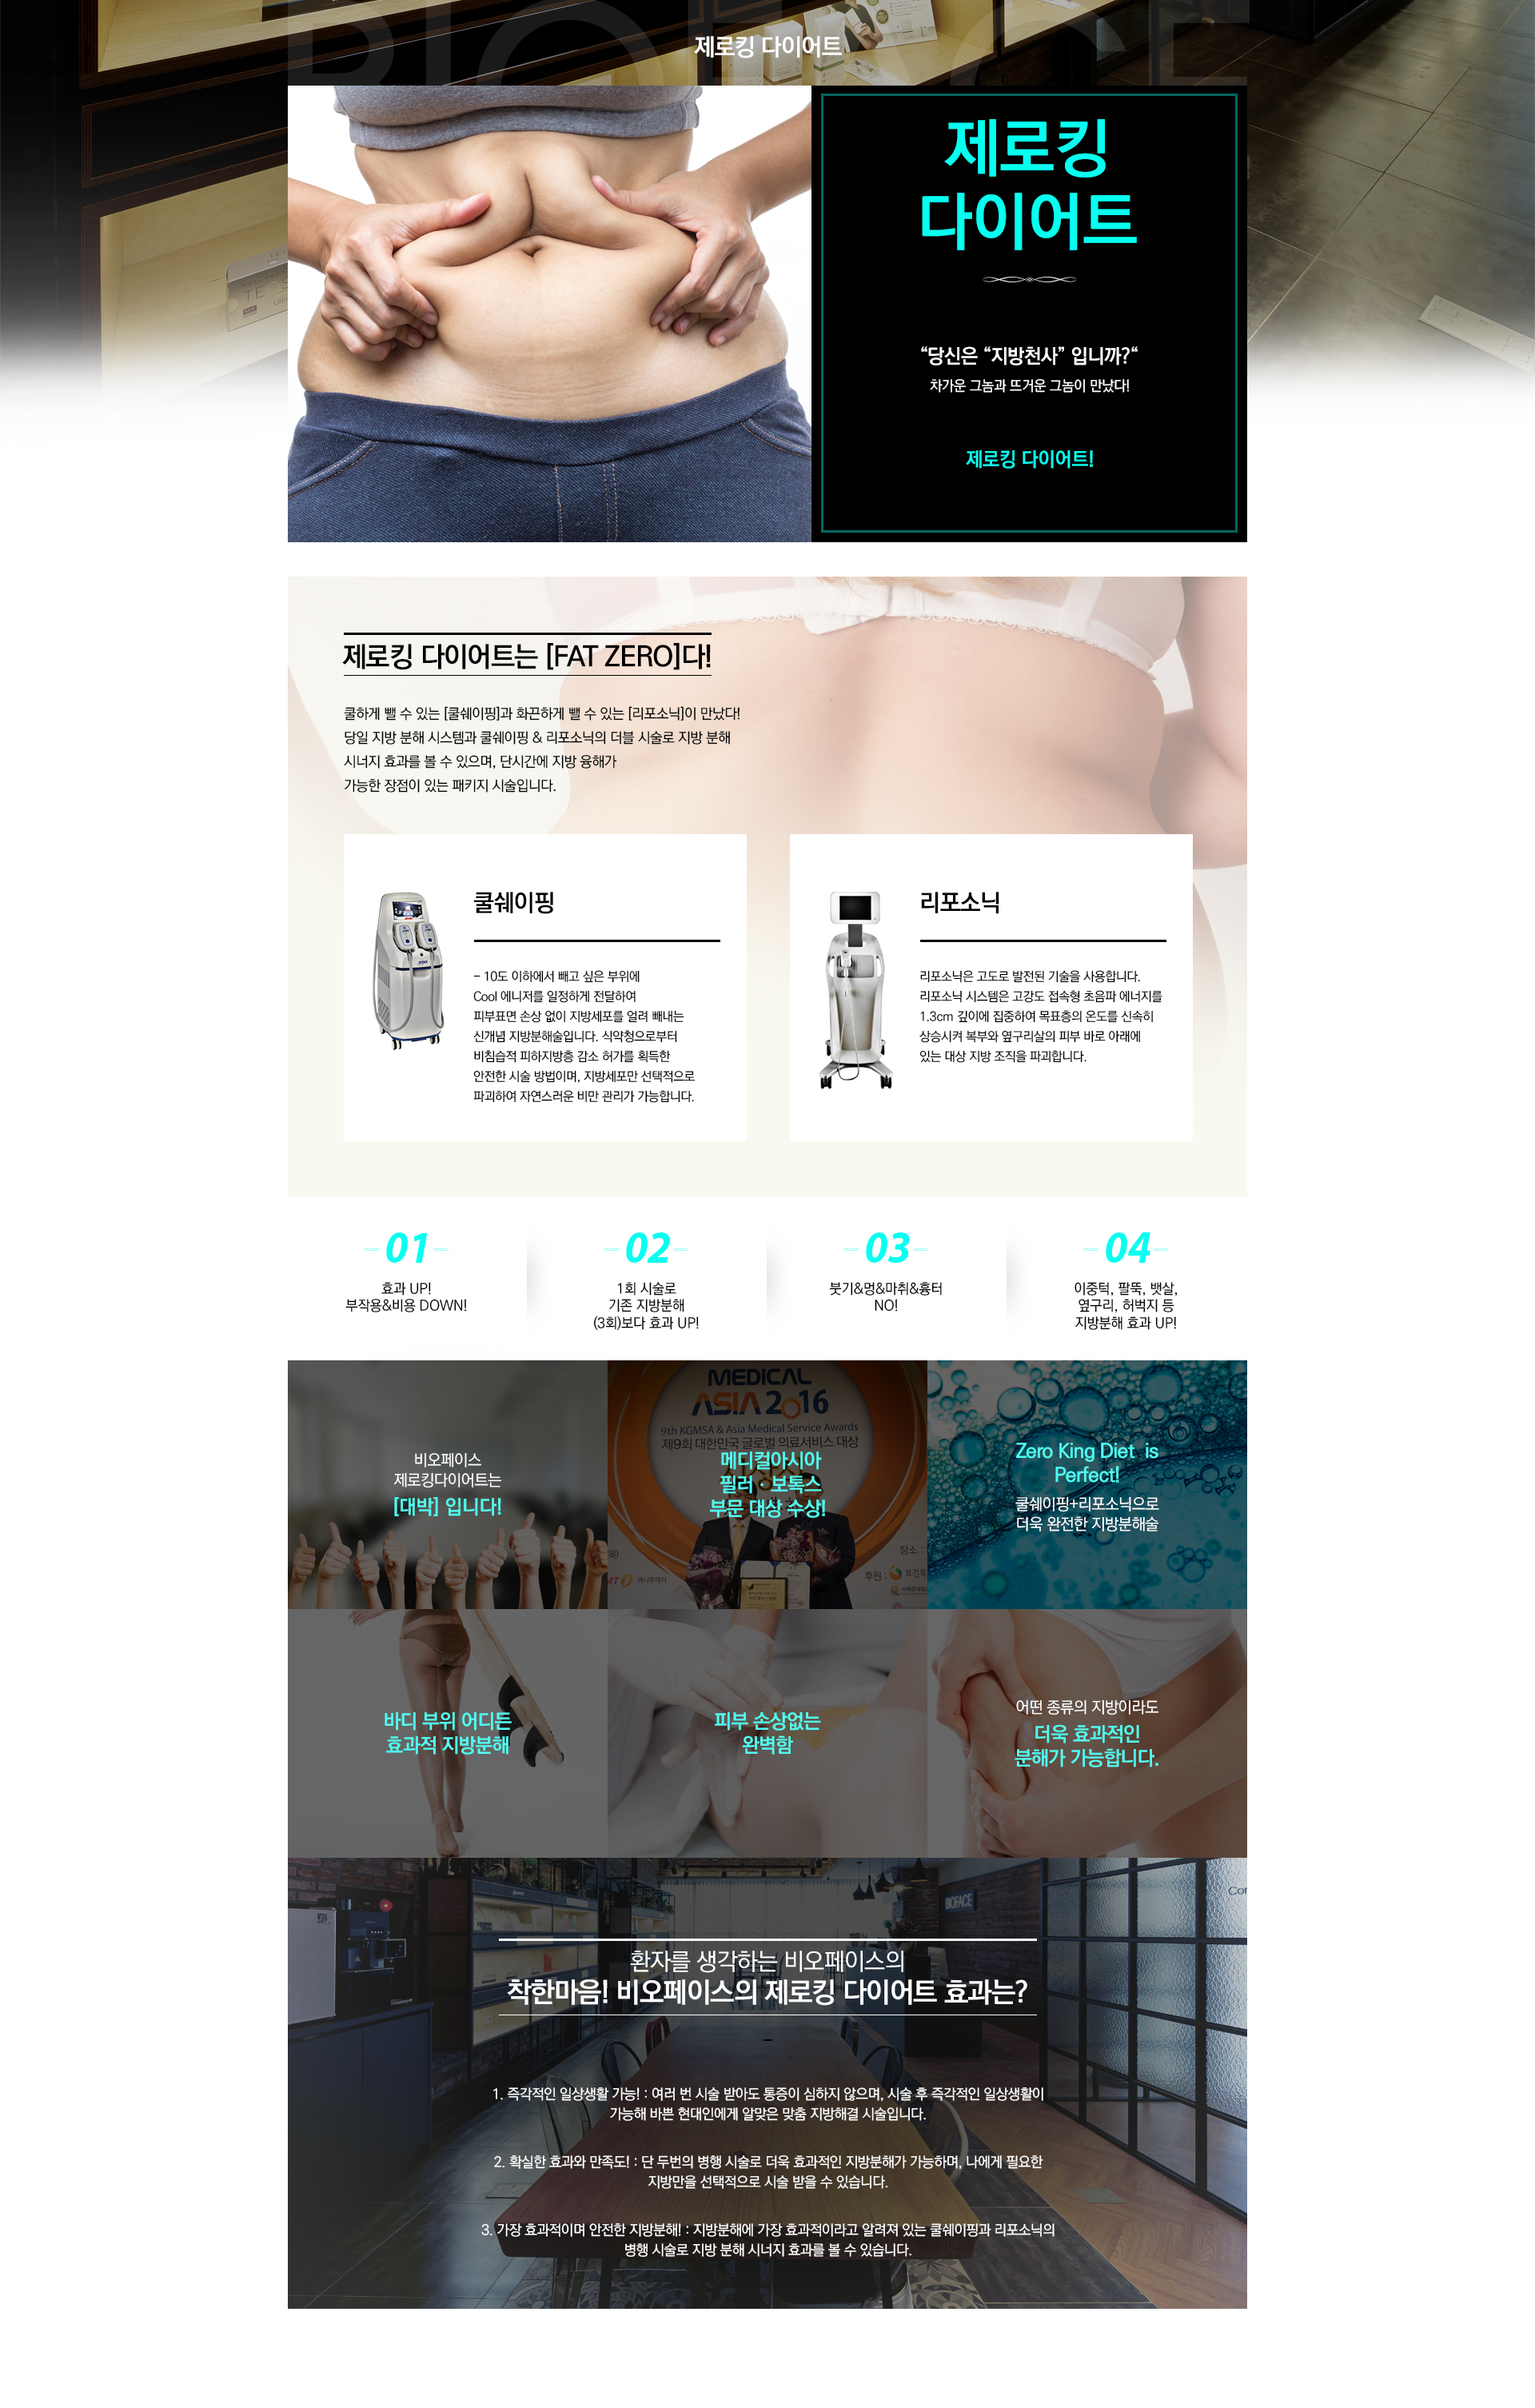 BIOFACE
제로킹 다이어트
제로킹
다이어트
“당신은 “지방천사” 입니까?“
차가운 그놈과 뜨거운 그놈이 만났다!
제로킹 다이어트!
제로킹 다이어트는 [FAT ZERO]다!
쿨하게 뺄 수 있는 [쿨쉐이핑]과 화끈하게 뺄 수 있는 [리포소닉]이 만났다!
당일 지방 분해 시스템과 쿨쉐이핑 & 리포소닉의 더블 시술로 지방 분해
시너지 효과를 볼 수 있으며, 단시간에 지방 융해가
가능한 장점이 있는 패키지 시술입니다.
쿨쉐이핑
- 10도 이하에서 빼고 싶은 부위에
Cool 에니저를 일정하게 전달하여
피부표면 손상 없이 지방세포를 얼려 빼내는
신개념 지방분해술입니다. 식약청으로부터
비침습적 피하지방층 감소 허가를 획득한
안전한 시술 방법이며, 지방세포만 선택적으로
파괴하여 자연스러운 비만 관리가 가능합니다.
리포소닉
리포소닉은 고도로 발전된 기술을 사용합니다.
리포소닉 시스템은 고강도 접속형 초음파 에너지를
1.3cm 깊이에 집중하여 목표층의 온도를 신속히
상승시켜 복부와 옆구리살의 피부 바로 아래에
있는 대상 지방 조직을 파괴합니다.
01
효과 UP!
부작용&비용 DOWN!
02
1회 시술로
기존 지방분해
(3회)보다 효과 UP!
03
붓기&멍&마취&흉터
NO!
04
이중턱, 팔뚝, 뱃살,
옆구리, 허벅지 등
지방분해 효과 UP!
비오페이스
제로킹다이어트는
[대박] 입니다!
MEDICAL
ASIA 2016
9th KGMSA & Asia Medical Service Awards
제9회 대한민국 글로벌 의료서비스 대상
메디컬아시아
필러 · 보톡스
부문 대상 수상!
장소 :
후원 :
Zero King Diet is
Perfect!
쿨쉐이핑+리포소닉으로
더욱 완전한 지방분해술
바디 부위 어디든
효과적 지방분해
피부 손상없는
완벽함
어떤 종류의 지방이라도
더욱 효과적인
분해가 가능합니다.
BIOFACE
환자를 생각하는 비오페이스의
착한마음! 비오페이스의 제로킹 다이어트 효과는?
1. 즉각적인 일상생활 가능! : 여러 번 시술 받아도 통증이 심하지 않으며, 시술 후 즉각적인 일상생활이
가능해 바쁜 현대인에게 알맞은 맞춤 지방해결 시술입니다.
2. 확실한 효과와 만족도! : 단 두번의 병행 시술로 더욱 효과적인 지방분해가 가능하며, 나에게 필요한
지방만을 선택적으로 시술 받을 수 있습니다.
3. 가장 효과적이며 안전한 지방분해! : 지방분해에 가장 효과적이라고 알려져 있는 쿨쉐이핑과 리포소닉의
병행 시술로 지방 분해 시너지 효과를 볼 수 있습니다.